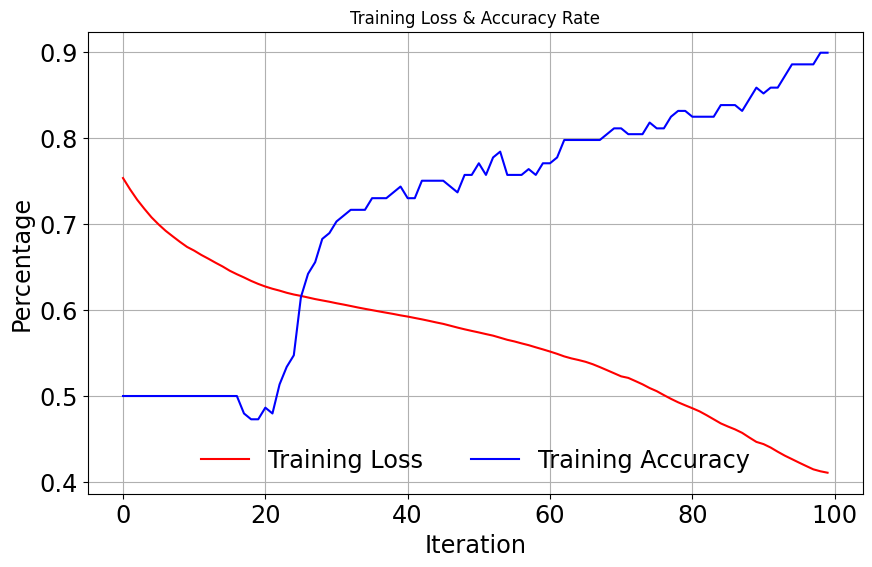 Training Loss & Accuracy Rate
0.9
0.8
0.7
0.6
0.5
0.4
Percentage
Training Loss
Training Accuracy
0 20 40 60 80 100
Iteration